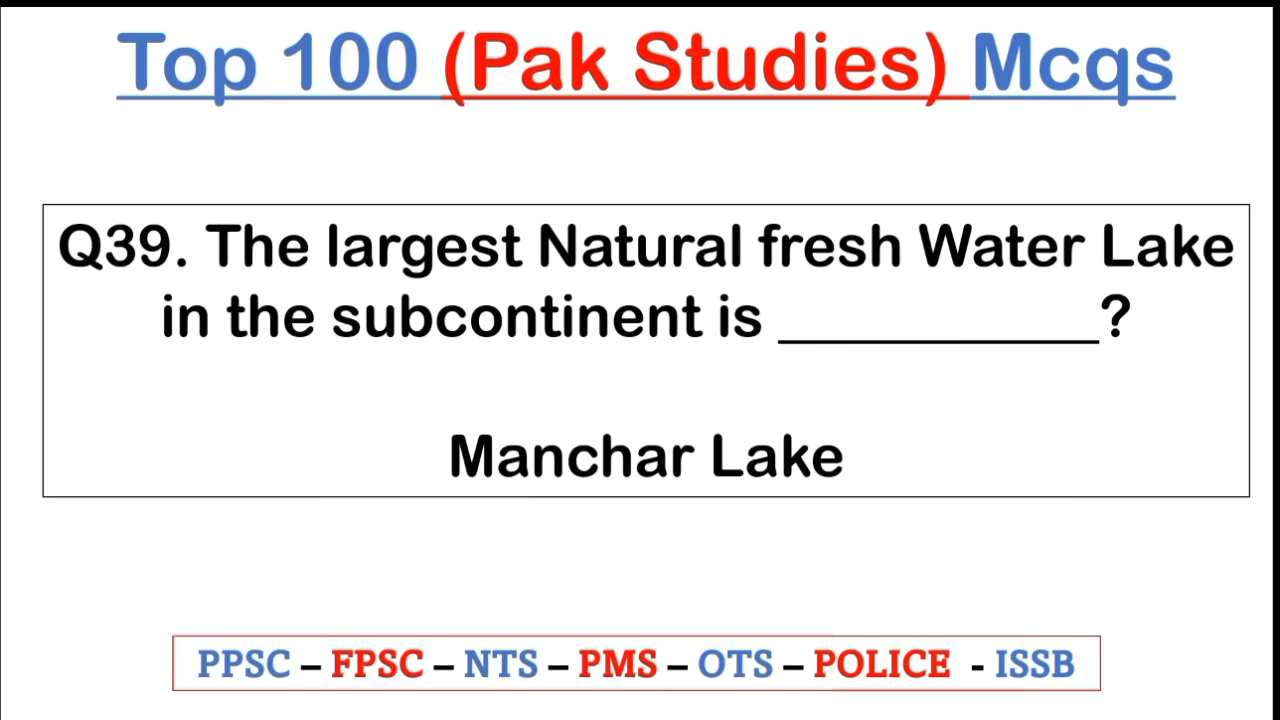 Top 100 (Pak Studies) Mcqs
Q39. The largest Natural fresh Water Lake
in the subcontinent is ___________?
Manchar Lake
PPSC – FPSC – NTS – PMS – OTS – POLICE - ISSB